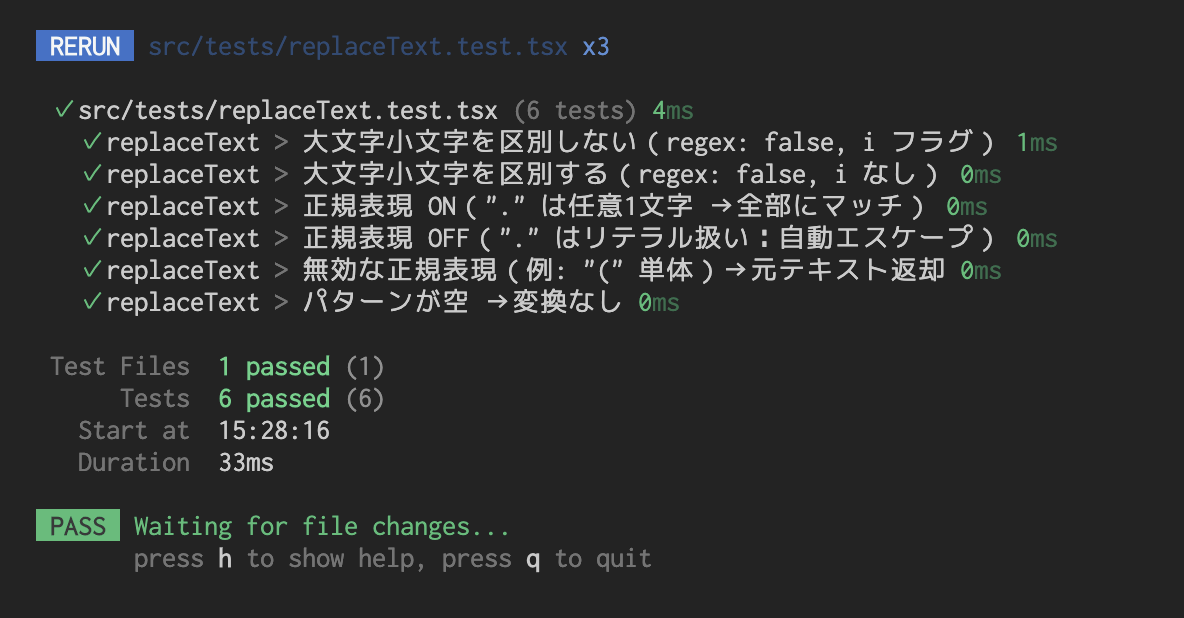 RERUN src/tests/replaceText.test.tsx x3
✓ src/tests/replaceText.test.tsx (6 tests) 4ms
✓ replaceText > 大文字小文字を区別しない（regex: false, i フラグ） 1ms
✓ replaceText > 大文字小文字を区別する（regex: false, i なし） 0ms
✓ replaceText > 正規表現 ON（"." は任意1文字 → 全部にマッチ） 0ms
✓ replaceText > 正規表現 OFF（"." はリテラル扱い：自動エスケープ） 0ms
✓ replaceText > 無効な正規表現（例: "(" 単体）→ 元テキスト返却 0ms
✓ replaceText > パターンが空 → 変換なし 0ms
Test Files 1 passed (1)
Tests 6 passed (6)
Start at 15:28:16
Duration 33ms
PASS Waiting for file changes...
press h to show help, press q to quit